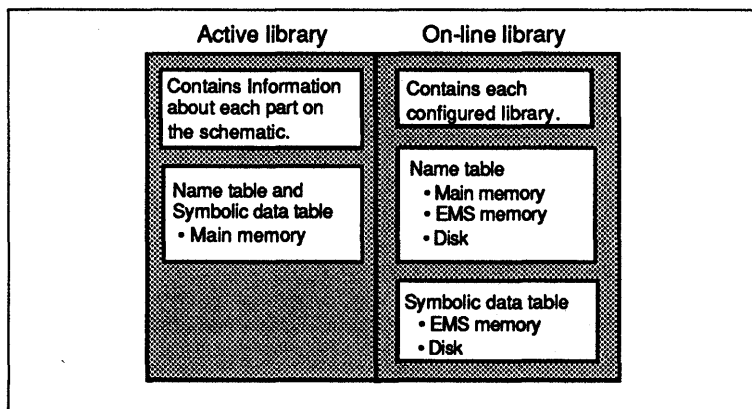 Active library
Contains Information
about each part on
the schematic.
Name table and
Symbolic data table
• Main memory
On-line library
Contains each
configured library.
Name table
• Main memory
• EMS memory
• Disk
Symbolic data table
• EMS memory
• Disk